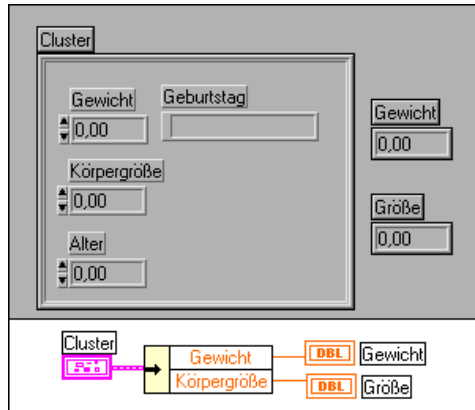 Cluster
Gewicht Geburtstag
0,00
Körpergröße
0,00
Alter
0,00
Gewicht
0,00
Größe
0,00
Cluster
Gewicht
Körpergröße
DBL Gewicht
DBL Größe